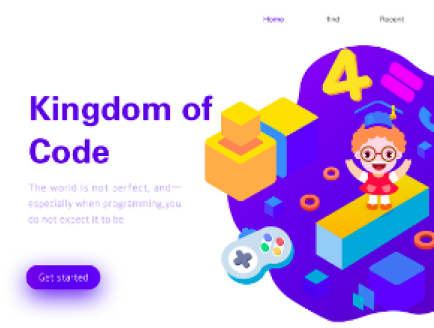 Home find Recent
Kingdom of
Code
The world is not perfect, and—
especially when programming,you
do not expect it to be
Get started
4